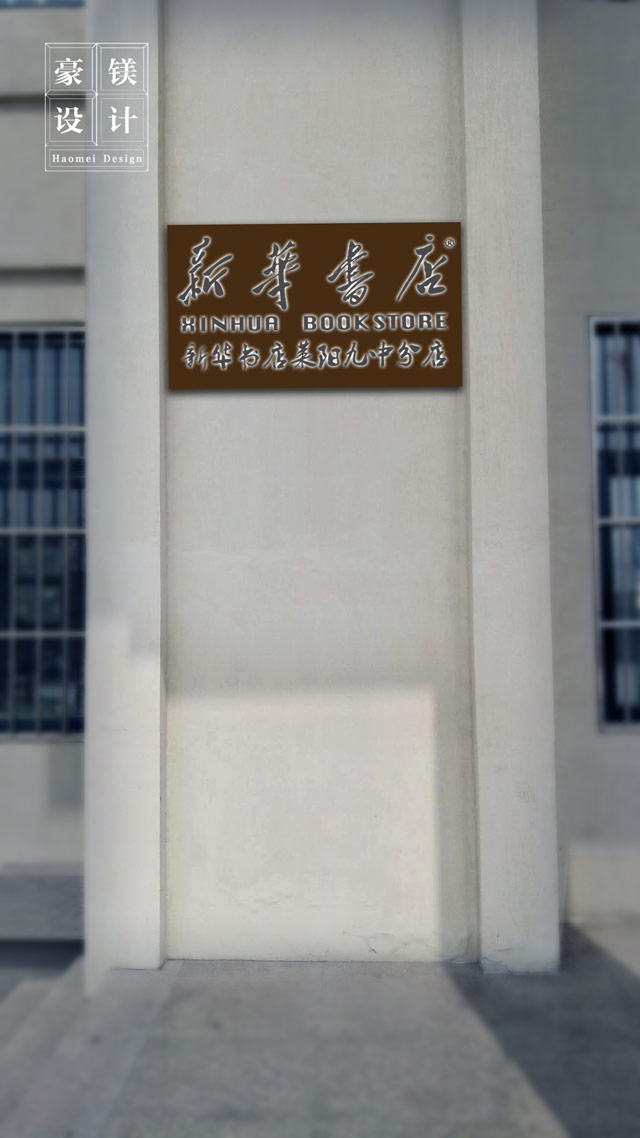 豪镁
设计
Haomei Design
新華書店®
XINHUA BOOKSTORE
新华书店莱阳九中分店